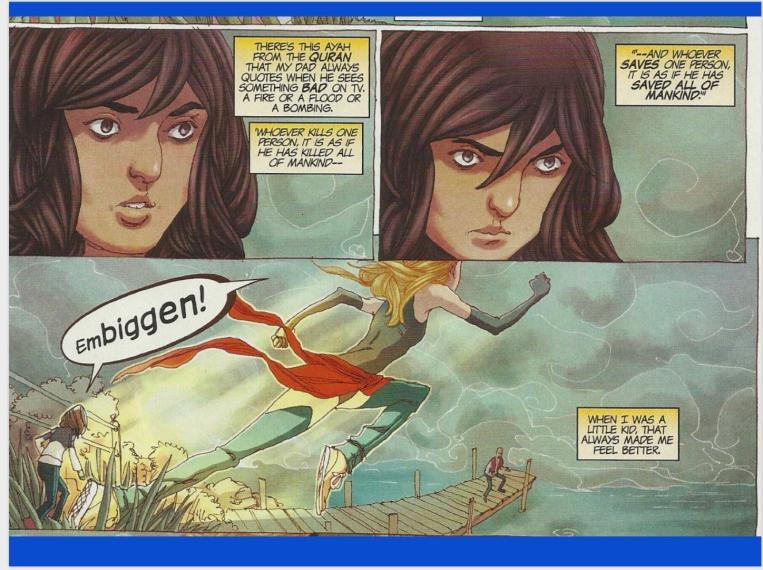 THERE'S THIS AYAH
FROM THE QURAN
THAT MY DAD ALWAYS
QUOTES WHEN HE SEES
SOMETHING BAD ON TV.
A FIRE OR A FLOOD OR
A BOMBING.
"WHOEVER KILLS ONE
PERSON, IT IS AS IF
HE HAS KILLED ALL
OF MANKIND--
"--AND WHOEVER
SAVES ONE PERSON,
IT IS AS IF HE HAS
SAVED ALL OF
MANKIND."
Embiggen!
WHEN I WAS A
LITTLE KID, THAT
ALWAYS MADE ME
FEEL BETTER.